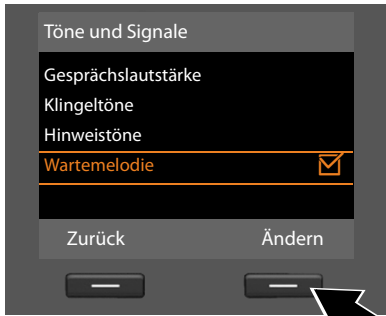 Töne und Signale
Gesprächslautstärke
Klingeltöne
Hinweistöne
Wartemelodie
Zurück Ändern